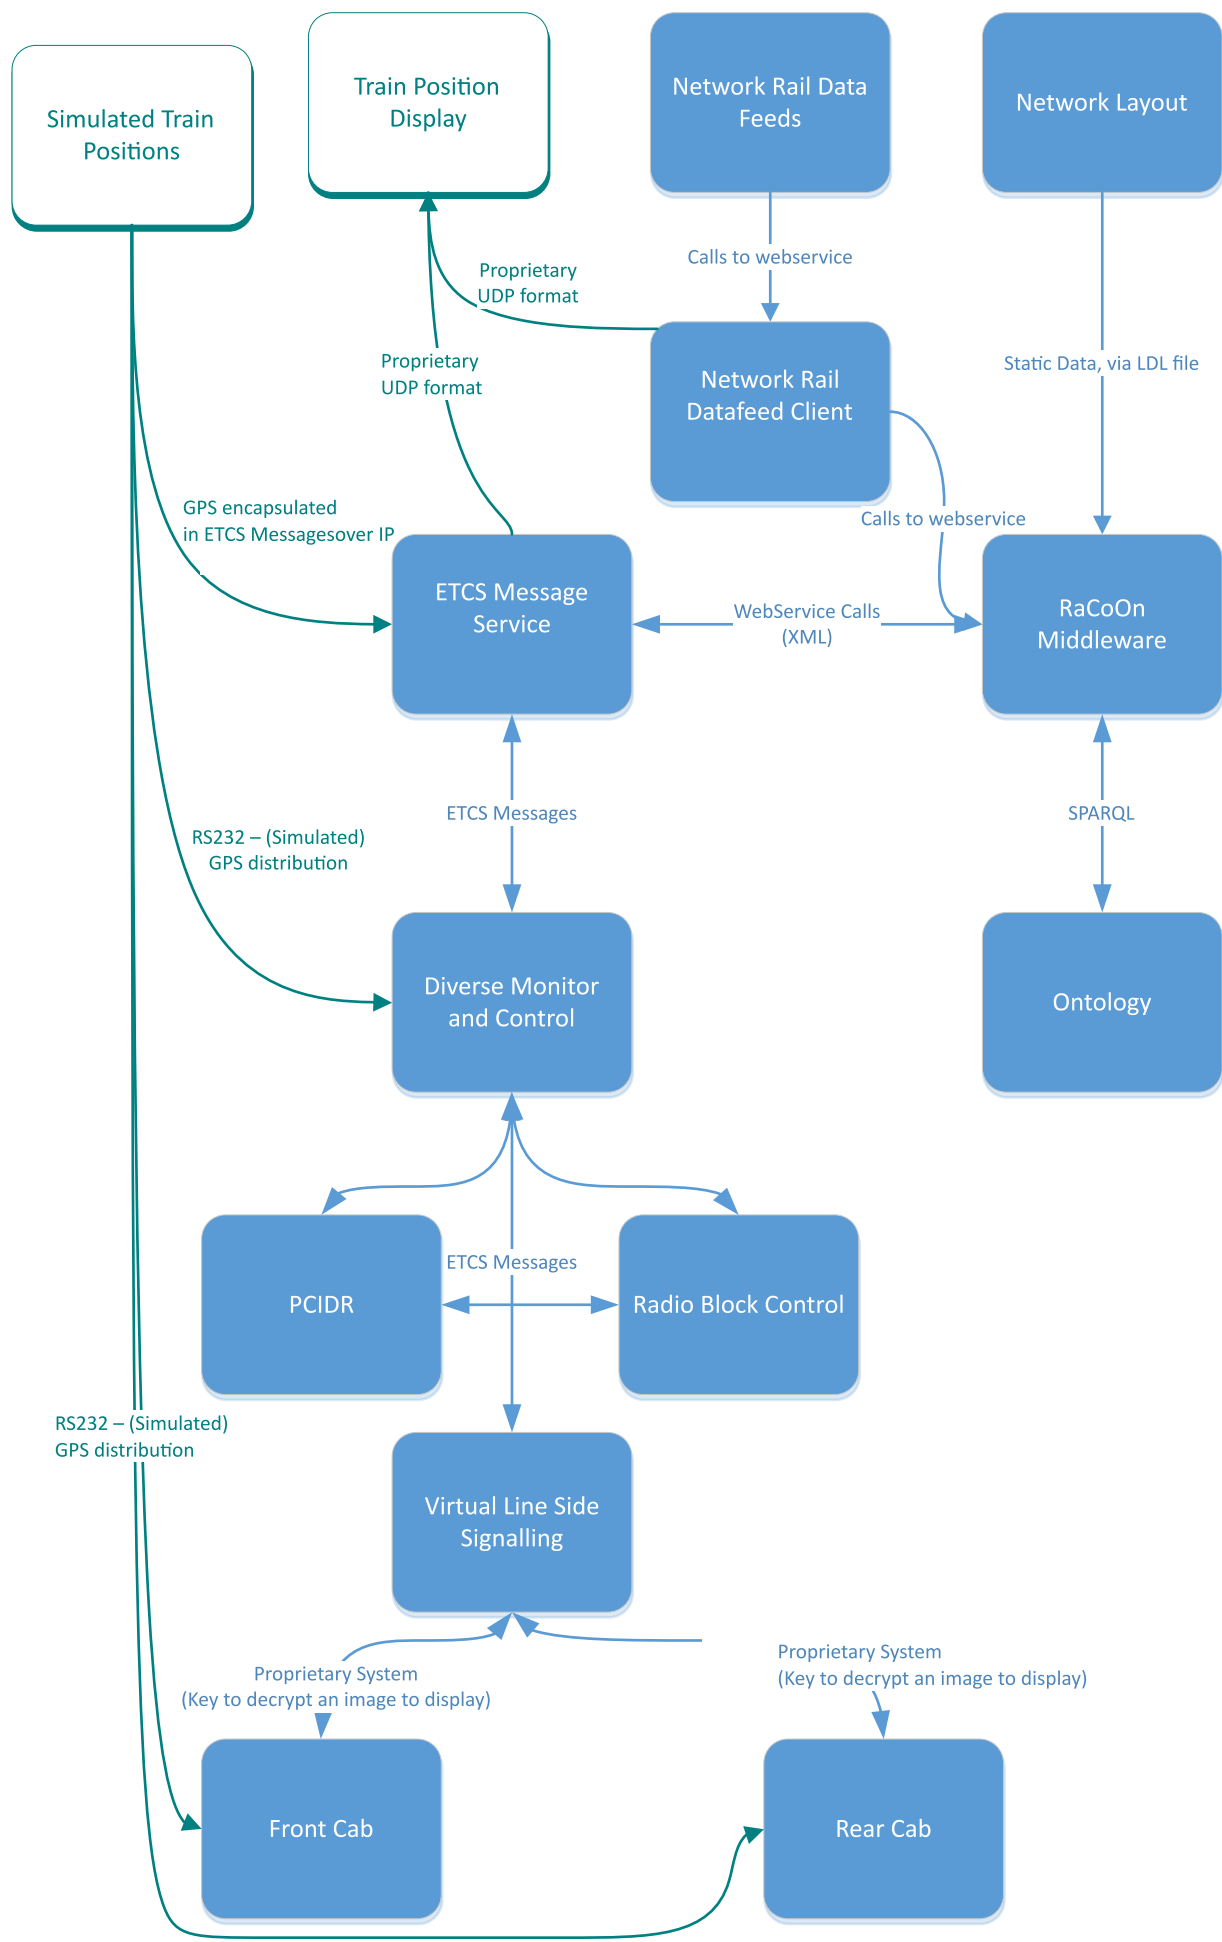 Simulated Train
Positions
Train Position
Display
Network Rail Data
Feeds
Network Layout
Calls to webservice
Proprietary
UDP format
Proprietary
UDP format
Network Rail
Datafeed Client
Static Data, via LDL file
GPS encapsulated
in ETCS Messagesover IP
Calls to webservice
ETCS Message
Service
WebService Calls
(XML)
RaCoOn
Middleware
ETCS Messages
SPARQL
RS232 – (Simulated)
GPS distribution
Diverse Monitor
and Control
Ontology
PCIDR
ETCS Messages
Radio Block Control
RS232 – (Simulated)
GPS distribution
Virtual Line Side
Signalling
Proprietary System
(Key to decrypt an image to display)
Proprietary System
(Key to decrypt an image to display)
Front Cab
Rear Cab